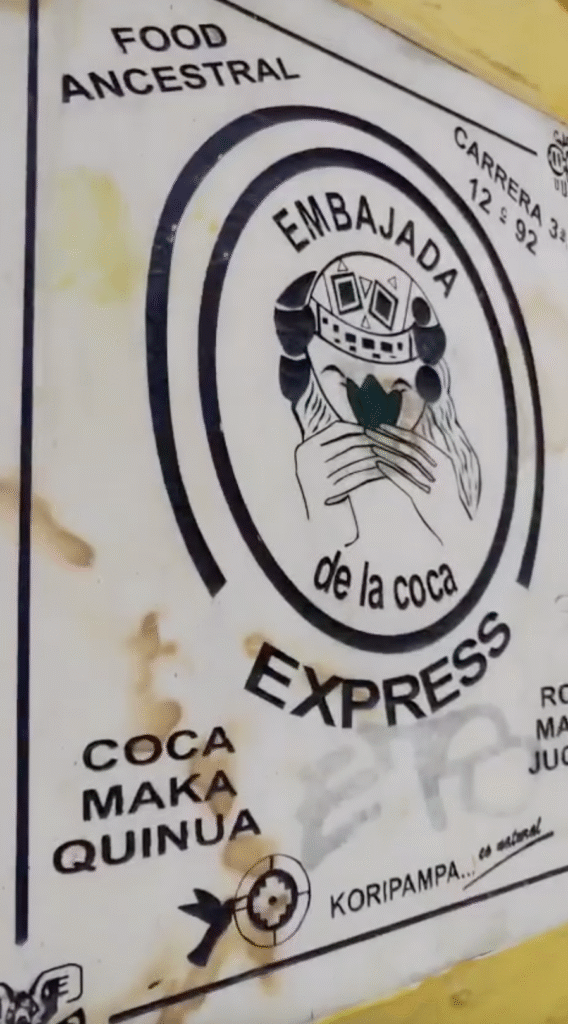 FOOD
ANCESTRAL
CARRERA 3ª
12 - 92
EMBAJADA
de la coca
EXPRESS
COCA
MAKA
QUINUA
KORIPAMPA... es natural